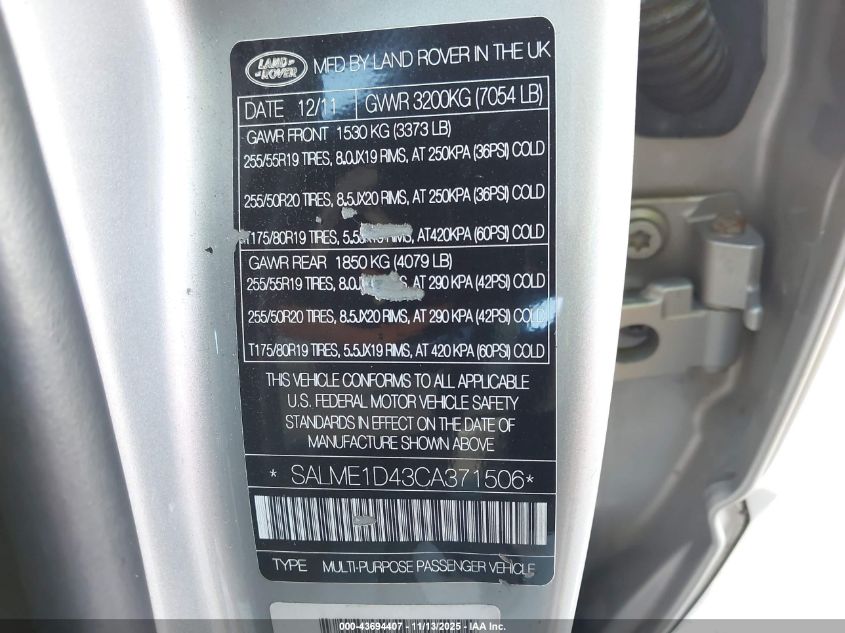 LAND ROVER MFD BY LAND ROVER IN THE UK
DATE 12/11 GVWR 3200KG (7054 LB)
GAWR FRONT 1530 KG (3373 LB)
255/55R19 TIRES, 8.0JX19 RIMS, AT 250KPA (36PSI) COLD
255/50R20 TIRES, 8.5JX20 RIMS, AT 250KPA (36PSI) COLD
T175/80R19 TIRES, AT420KPA (60PSI) COLD
GAWR REAR 1850 KG (4079 LB)
255/55R19 TIRES, AT 290 KPA (42PSI) COLD
255/50R20 TIRES, 8.5JX20 RIMS, AT 290 KPA (42PSI) COLD
T175/80R19 TIRES, 5.5JX19 RIMS, AT 420 KPA (60PSI) COLD
THIS VEHICLE CONFORMS TO ALL APPLICABLE
U.S. FEDERAL MOTOR VEHICLE SAFETY
STANDARDS IN EFFECT ON THE DATE OF
MANUFACTURE SHOWN ABOVE
* SALME1D43CA371506*
TYPE MULTI-PURPOSE PASSENGER VEHICLE
000-43694407 - 11/13/2025 - IAA Inc.